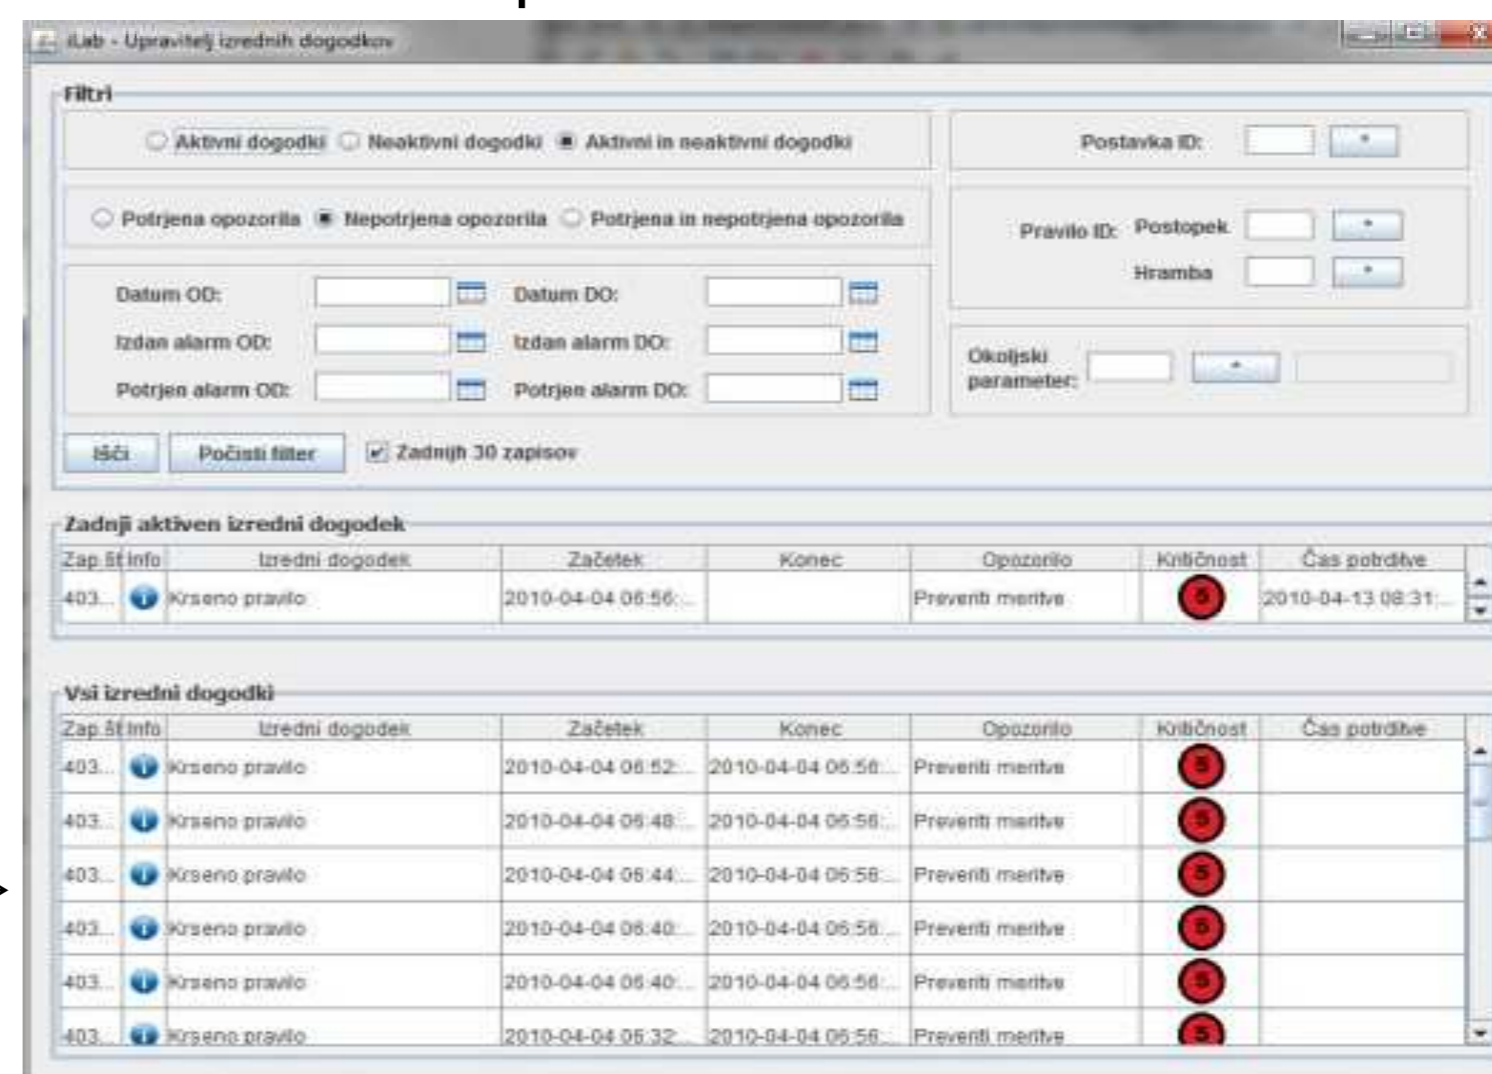 iLab - Upravitelj izrednih dogodkov
Filtri
Aktivni dogodki Neaktivni dogodki Aktivni in neaktivni dogodki
Postavka ID: *
Potrjena opozorila Nepotrjena opozorila Potrjena in nepotrjena opozorila
Pravilo ID: Postopek *
Hramba *
Datum OD: Datum DO:
Izdan alarm OD: Izdan alarm DO:
Okoljski parameter: *
Potrjen alarm OD: Potrjen alarm DO:
Išči Počisti filter Zadnjih 30 zapisov
Zadnji aktiven izredni dogodek
Zap.št Info Izredni dogodek Začetek Konec Opozorilo Kritičnost Čas potrditve
403... Krseno pravilo 2010-04-04 06:56:... Preveriti meritve 5 2010-04-13 08:31:...
Vsi izredni dogodki
Zap.št Info Izredni dogodek Začetek Konec Opozorilo Kritičnost Čas potrditve
403... Krseno pravilo 2010-04-04 06:52:... 2010-04-04 06:56:... Preveriti meritve 5
403... Krseno pravilo 2010-04-04 06:48:... 2010-04-04 06:56:... Preveriti meritve 5
403... Krseno pravilo 2010-04-04 06:44:... 2010-04-04 06:56:... Preveriti meritve 5
403... Krseno pravilo 2010-04-04 06:40:... 2010-04-04 06:56:... Preveriti meritve 5
403... Krseno pravilo 2010-04-04 06:40:... 2010-04-04 06:56:... Preveriti meritve 5
403... Krseno pravilo 2010-04-04 06:32:... 2010-04-04 06:56:... Preveriti meritve 5